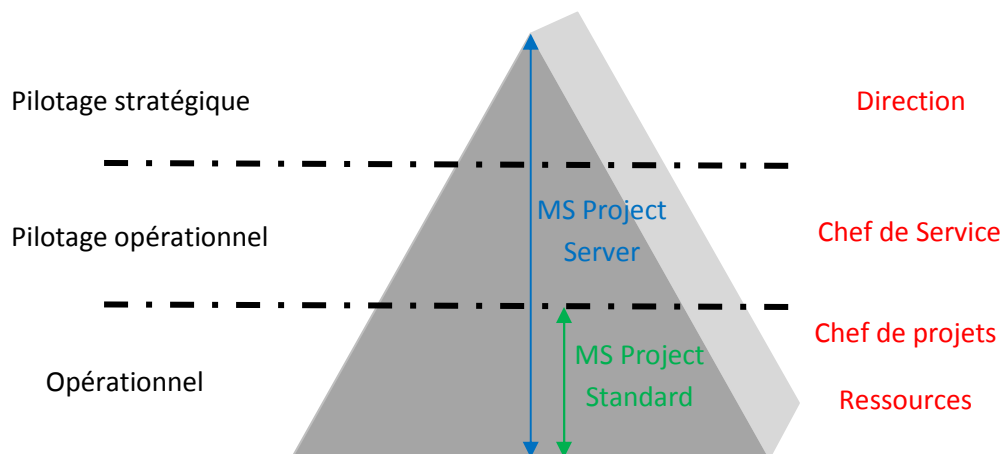 Pilotage stratégique
Direction
MS Project
Server
Pilotage opérationnel
Chef de Service
Chef de projets
MS Project
Standard
Opérationnel
Ressources